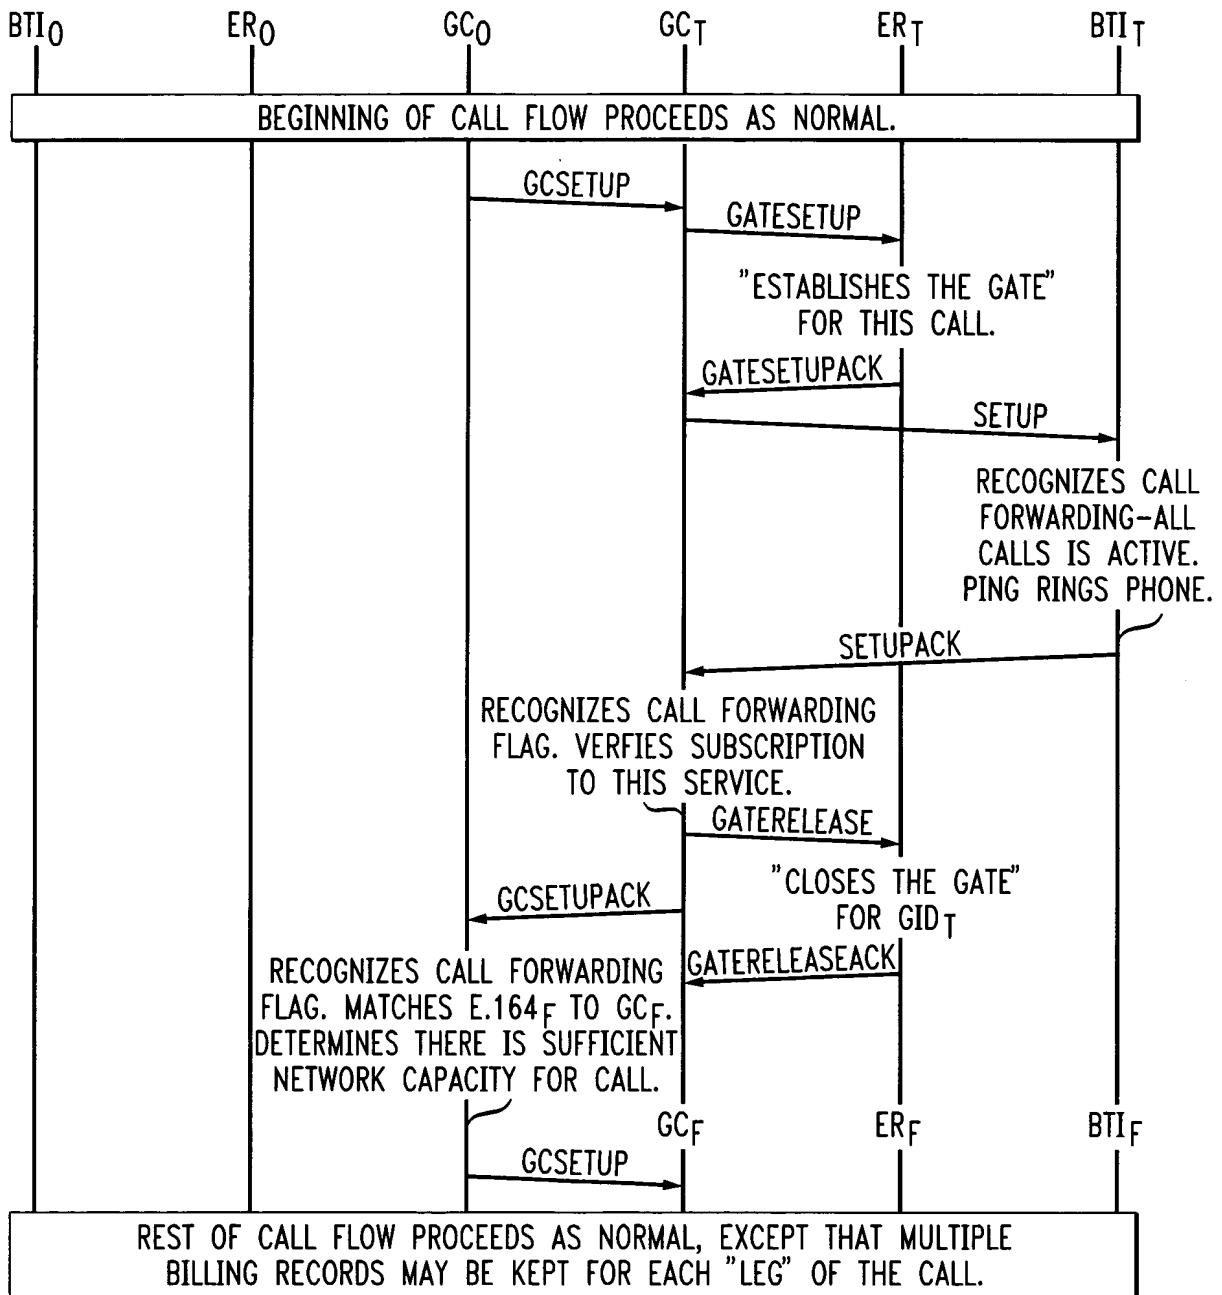 BTIO ERO GCO GCT ERT BTIT
BEGINNING OF CALL FLOW PROCEEDS AS NORMAL.
GCSETUP
GATESETUP
"ESTABLISHES THE GATE"
FOR THIS CALL.
GATESETUPACK
SETUP
RECOGNIZES CALL
FORWARDING-ALL
CALLS IS ACTIVE.
PING RINGS PHONE.
SETUPACK
RECOGNIZES CALL FORWARDING
FLAG. VERFIES SUBSCRIPTION
TO THIS SERVICE.
GATERELEASE
"CLOSES THE GATE"
FOR GIDT
GCSETUPACK
GATERELEASEACK
RECOGNIZES CALL FORWARDING
FLAG. MATCHES E.164F TO GCF.
DETERMINES THERE IS SUFFICIENT
NETWORK CAPACITY FOR CALL.
GCF ERF BTIF
GCSETUP
REST OF CALL FLOW PROCEEDS AS NORMAL, EXCEPT THAT MULTIPLE
BILLING RECORDS MAY BE KEPT FOR EACH "LEG" OF THE CALL.